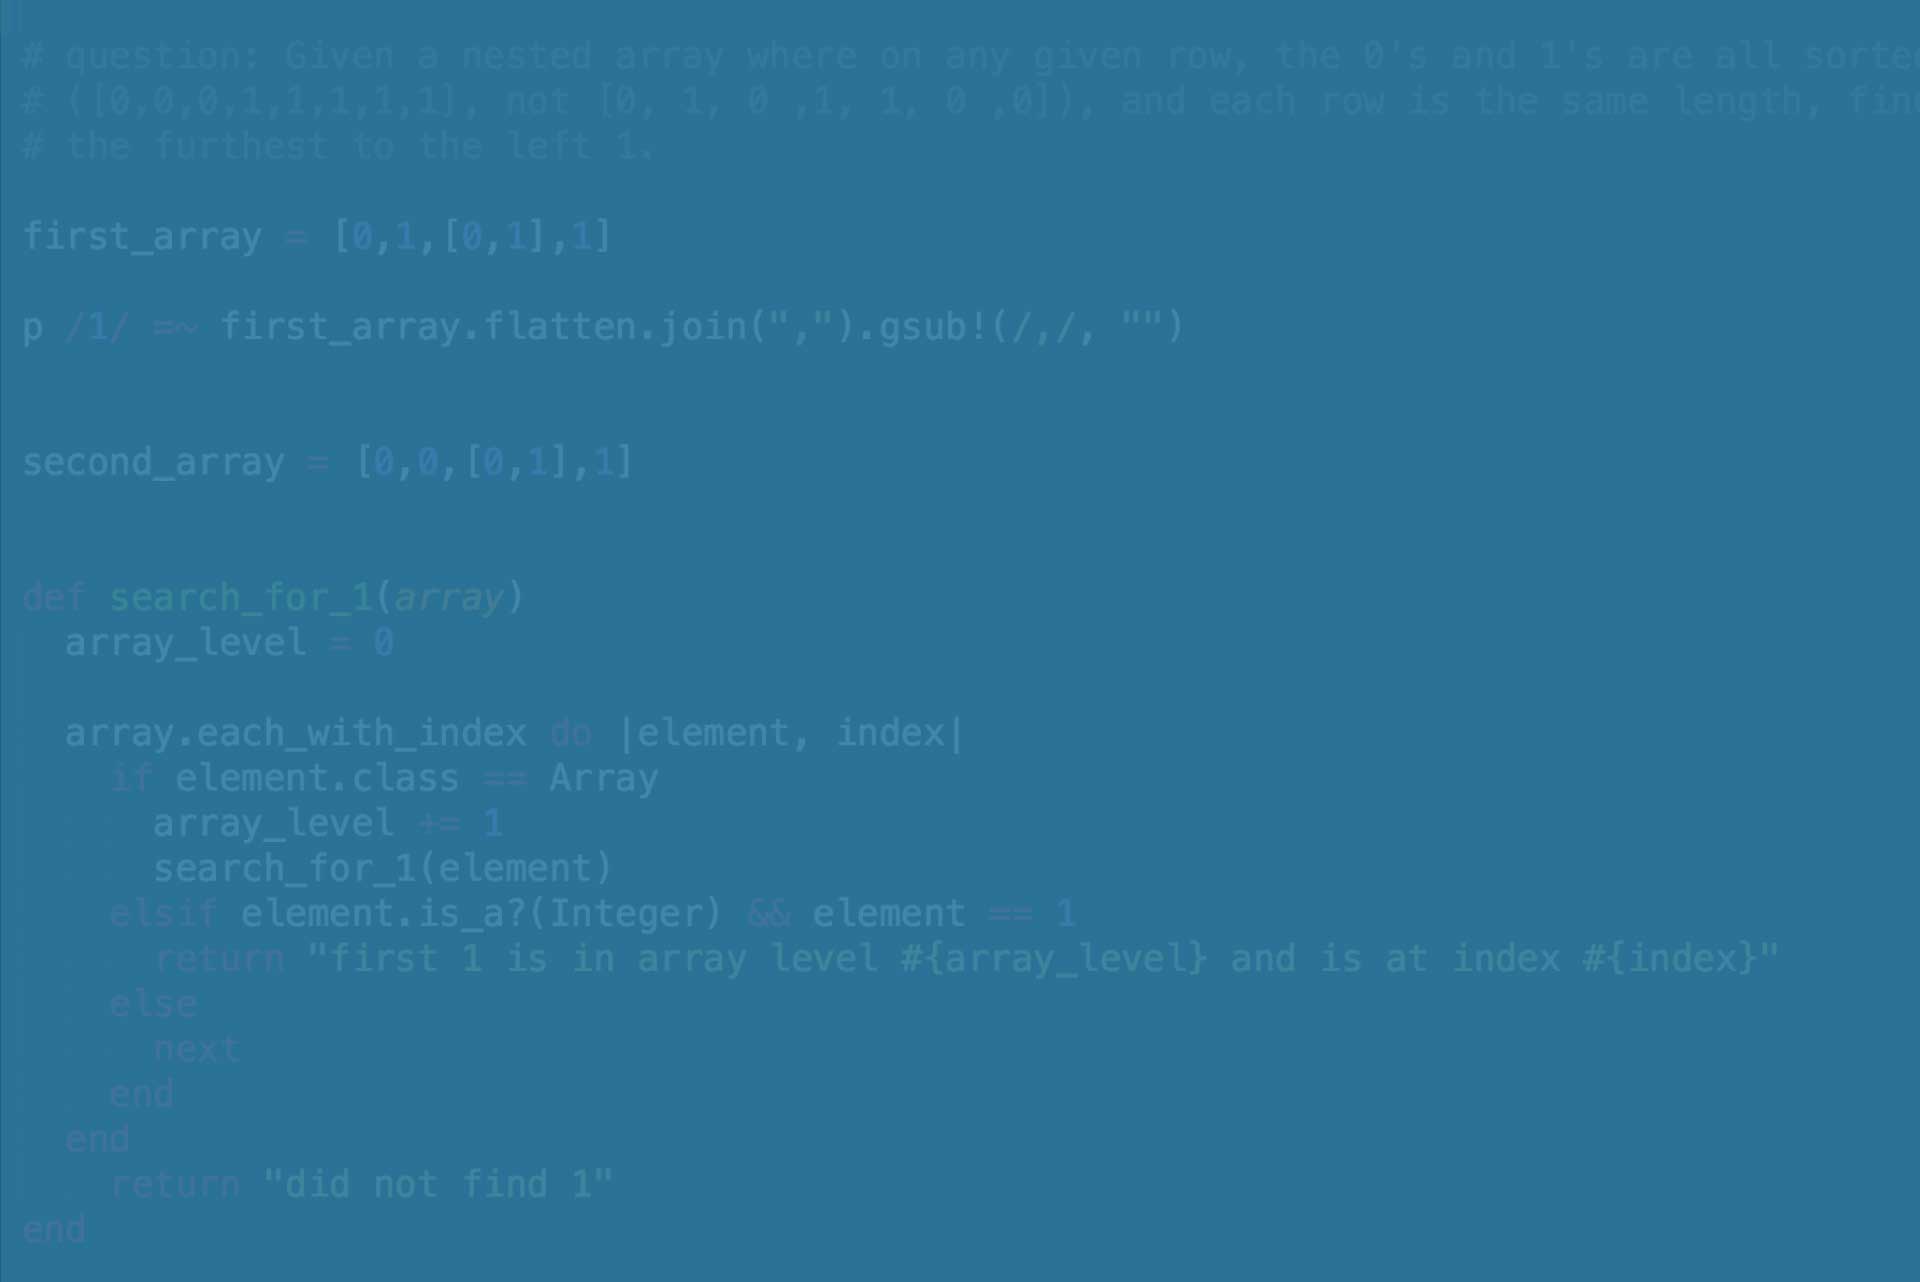 # question: Given a nested array where on any given row, the 0's and 1's are all sorted
# ([0,0,0,1,1,1,1,1], not [0, 1, 0 ,1, 1, 0 ,0]), and each row is the same length, find
# the furthest to the left 1.
first_array = [0,1,[0,1],1]
p /1/ =~ first_array.flatten.join(",").gsub!(/,/, "")
second_array = [0,0,[0,1],1]
def search_for_1(array)
  array_level = 0
  array.each_with_index do |element, index|
    if element.class == Array
      array_level += 1
      search_for_1(element)
    elsif element.is_a?(Integer) && element == 1
      return "first 1 is in array level #{array_level} and is at index #{index}"
    else
      next
    end
  end
    return "did not find 1"
end